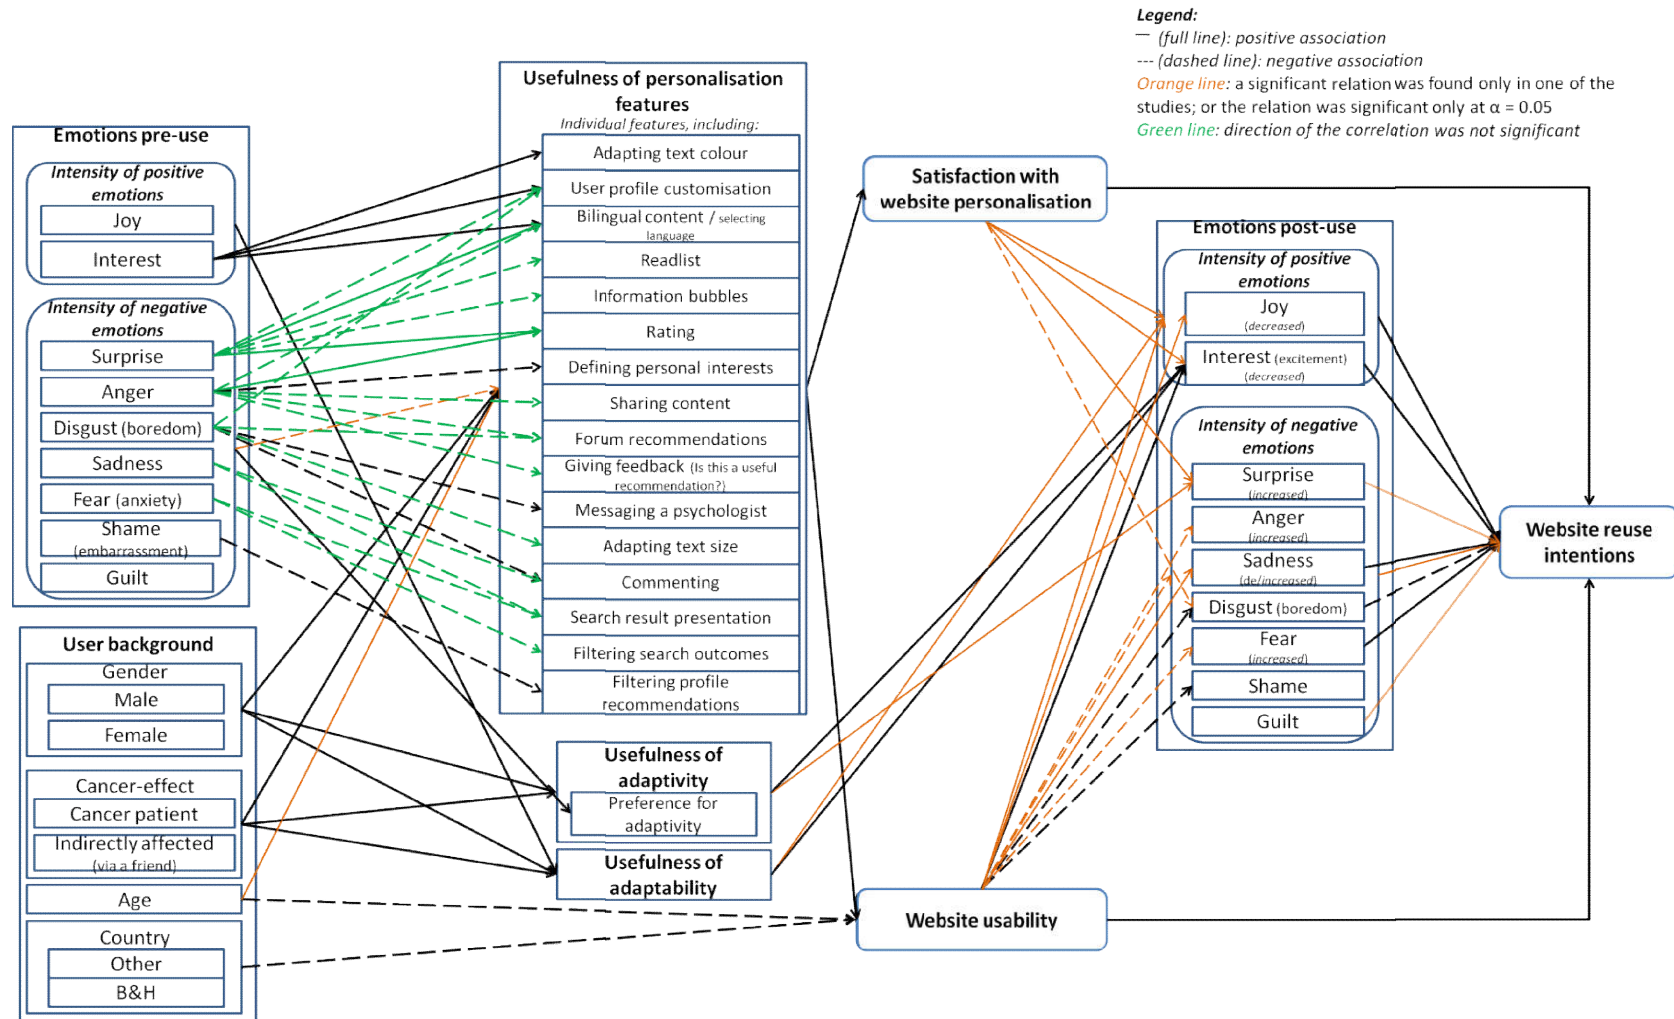 Legend:
— (full line): positive association
--- (dashed line): negative association
Orange line: a significant relation was found only in one of the
studies; or the relation was significant only at α = 0.05
Green line: direction of the correlation was not significant
Emotions pre-use
Intensity of positive
emotions
Joy
Interest
Intensity of negative
emotions
Surprise
Anger
Disgust (boredom)
Sadness
Fear (anxiety)
Shame
(embarrassment)
Guilt
User background
Gender
Male
Female
Cancer-effect
Cancer patient
Indirectly affected
(via a friend)
Age
Country
Other
B&H
Usefulness of personalisation
features
Individual features, including:
Adapting text colour
User profile customisation
Bilingual content / selecting
language
Readlist
Information bubbles
Rating
Defining personal interests
Sharing content
Forum recommendations
Giving feedback (Is this a useful
recommendation?)
Messaging a psychologist
Adapting text size
Commenting
Search result presentation
Filtering search outcomes
Filtering profile
recommendations
Usefulness of
adaptivity
Preference for
adaptivity
Usefulness of
adaptability
Satisfaction with
website personalisation
Website usability
Emotions post-use
Intensity of positive
emotions
Joy
(decreased)
Interest (excitement)
(decreased)
Intensity of negative
emotions
Surprise
(increased)
Anger
(increased)
Sadness
(de/increased)
Disgust (boredom)
Fear
(increased)
Shame
Guilt
Website reuse
intentions